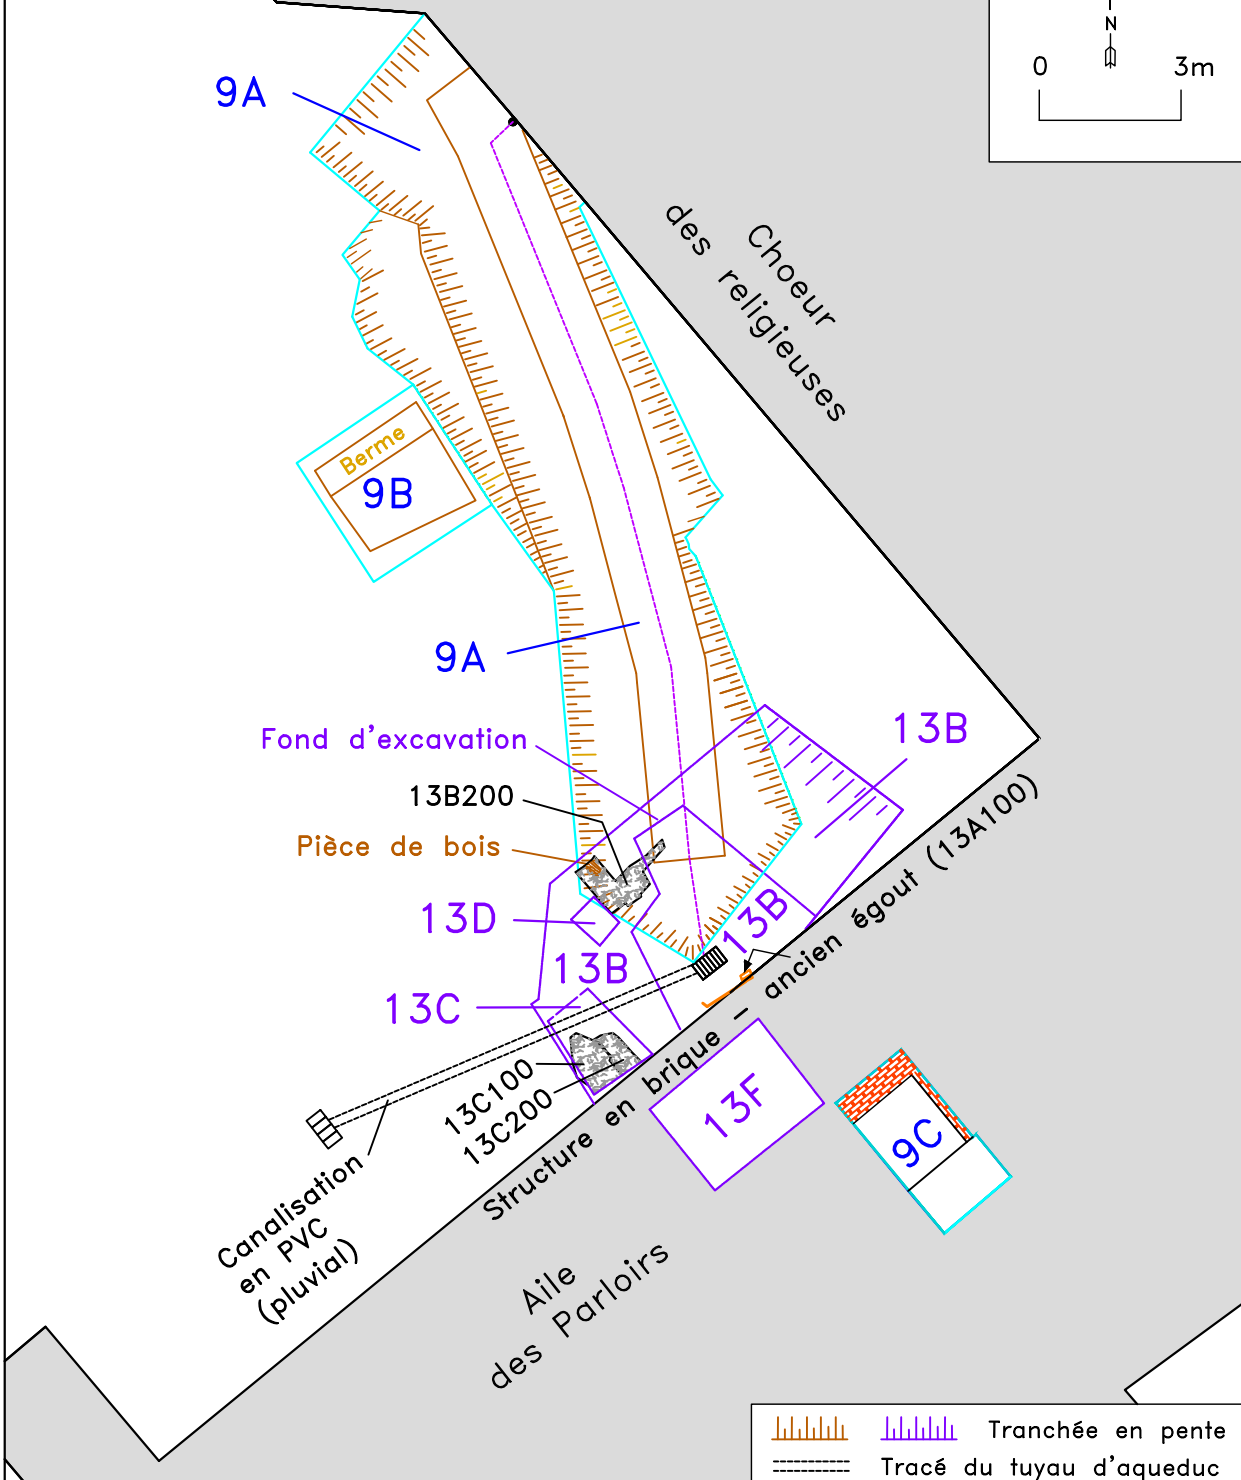 N
0 3m
9A
Choeur
des religieuses
Berme
9B
9A
Fond d'excavation
13B
13B200
Pièce de bois
13D
13B
13B
13C
13C100
13C200
Structure en brique – ancien égout (13A100)
13F
9C
Canalisation
en PVC
(pluvial)
Aile
des Parloirs
Tranchée en pente
Tracé du tuyau d'aqueduc